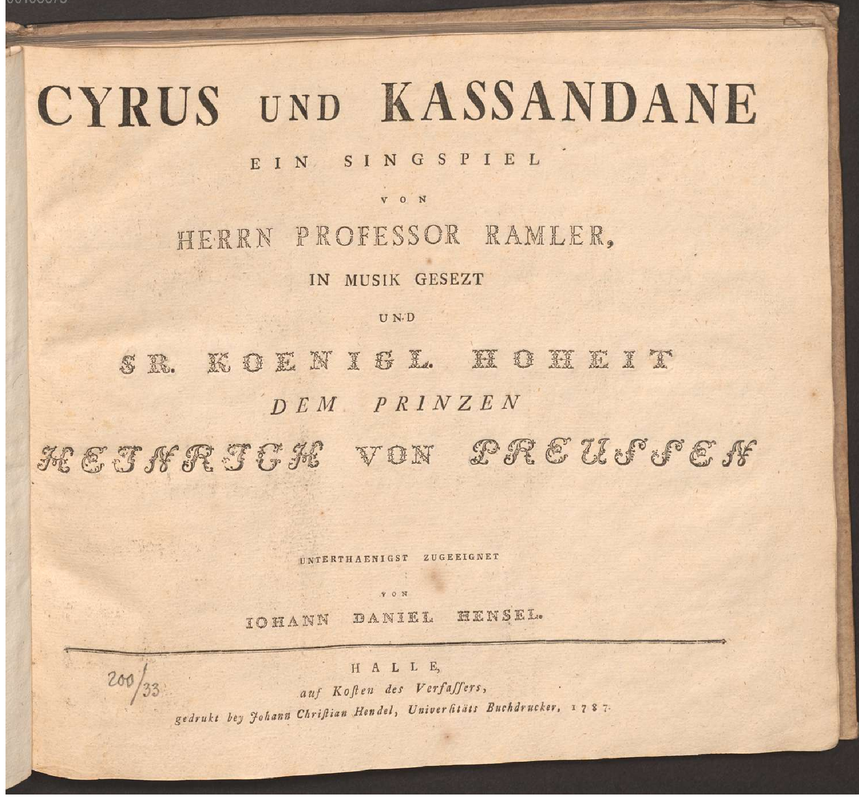 CYRUS UND KASSANDANE
EIN SINGSPIEL
VON
HERRN PROFESSOR RAMLER,
IN MUSIK GESEZT
UND
SR. KOENIGL. HOHEIT
DEM PRINZEN
HEINRICH VON PREUSSEN
UNTERTHAENIGST ZUGEEIGNET
VON
IOHANN DANIEL HENSEL.
HALLE,
auf Koſten des Verfaſſers,
gedrukt bey Johann Chriſtian Hendel, Univerſitäts Buchdrucker, 1787.
200/33